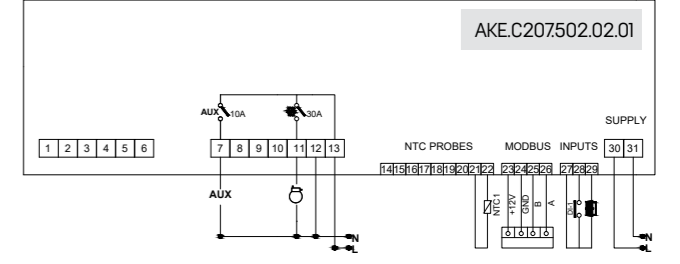 AKE.C207.502.02.01
AUX 10A 30A
SUPPLY
1 2 3 4 5 6 7 8 9 10 11 12 13 NTC PROBES MODBUS INPUTS 30 31
14 15 16 17 18 19 20 21 22 23 24 25 26 27 28 29
AUX
NTC1
+12V
GND
B
A
DI-1
N
L
N
L